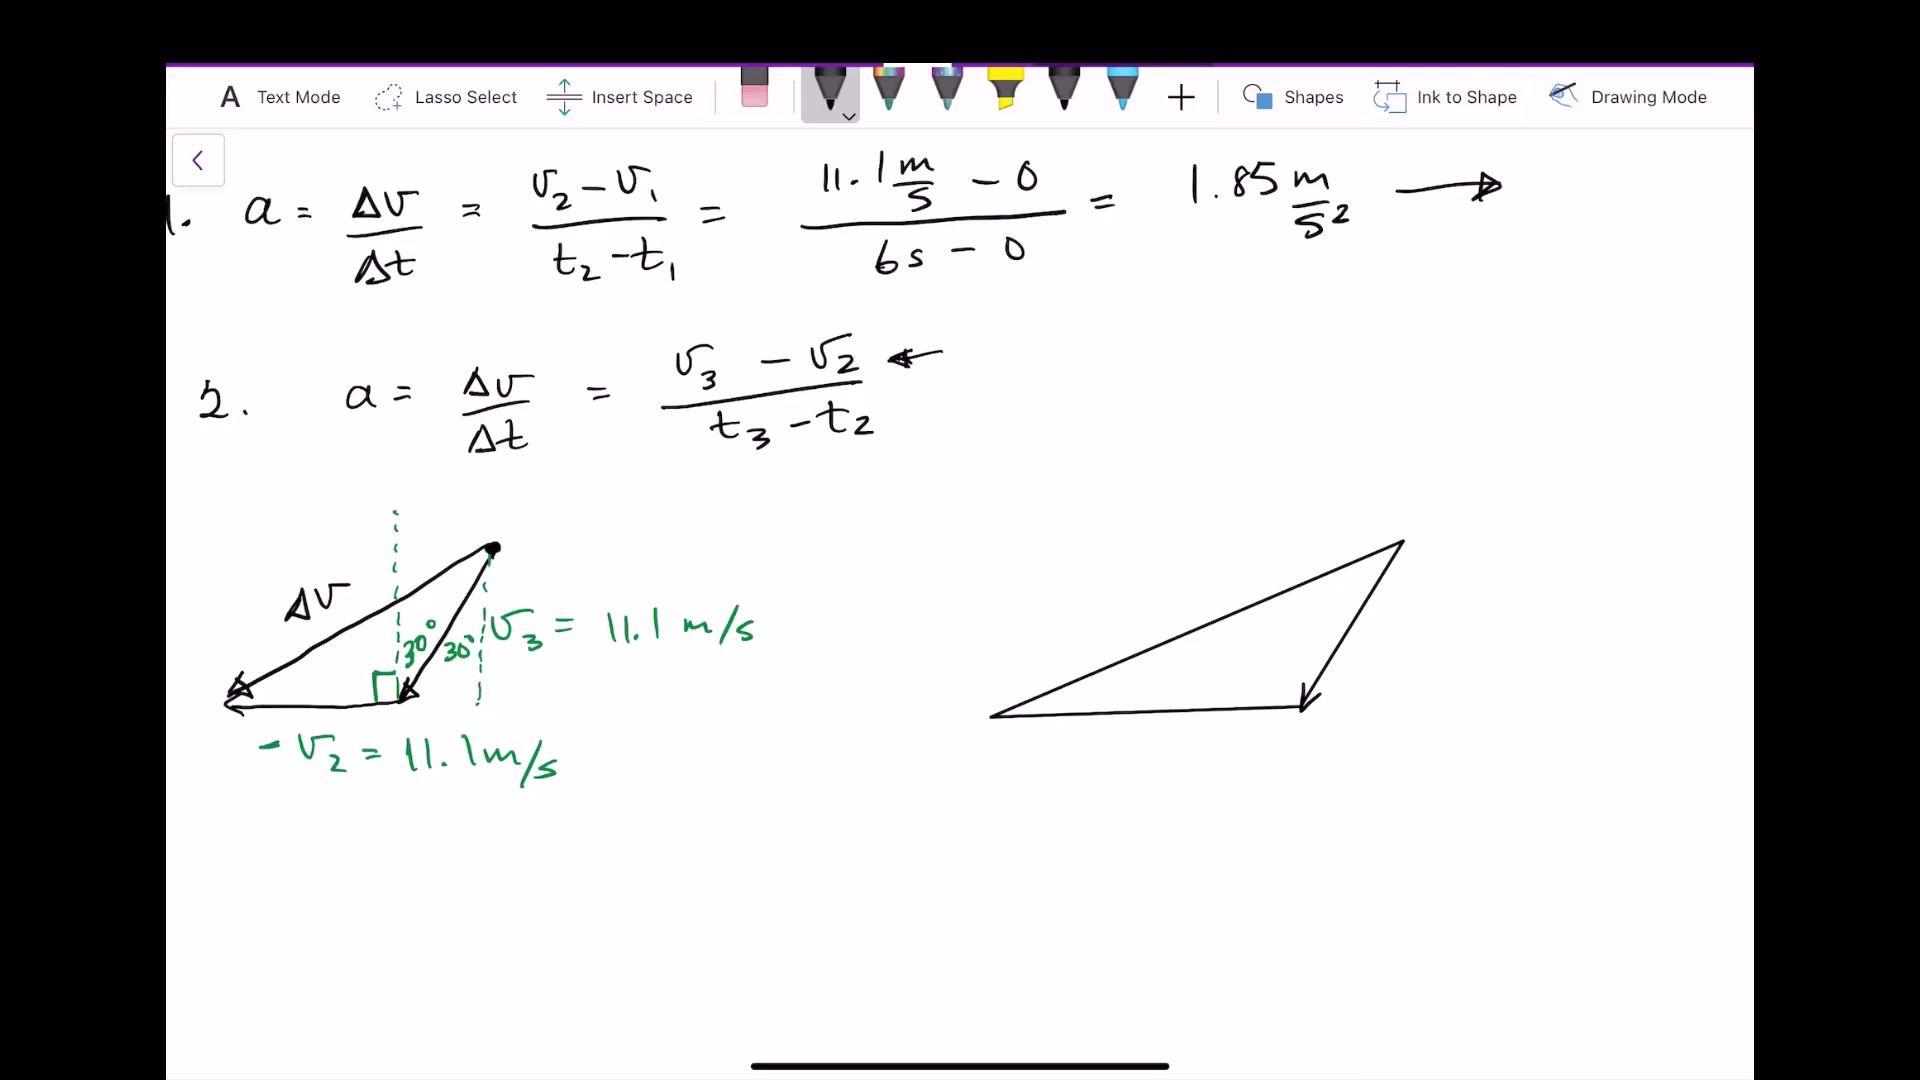 A Text Mode Lasso Select Insert Space Shapes Ink to Shape Drawing Mode
1. a = Δv/Δt = v₂ - v₁/t₂ - t₁ = 11.1 m/s - 0/6s - 0 = 1.85 m/s² →
2. a = Δv/Δt = v₃ - v₂/t₃ - t₂ ←
Δv
30° 30° v₃ = 11.1 m/s
- v₂ = 11.1 m/s